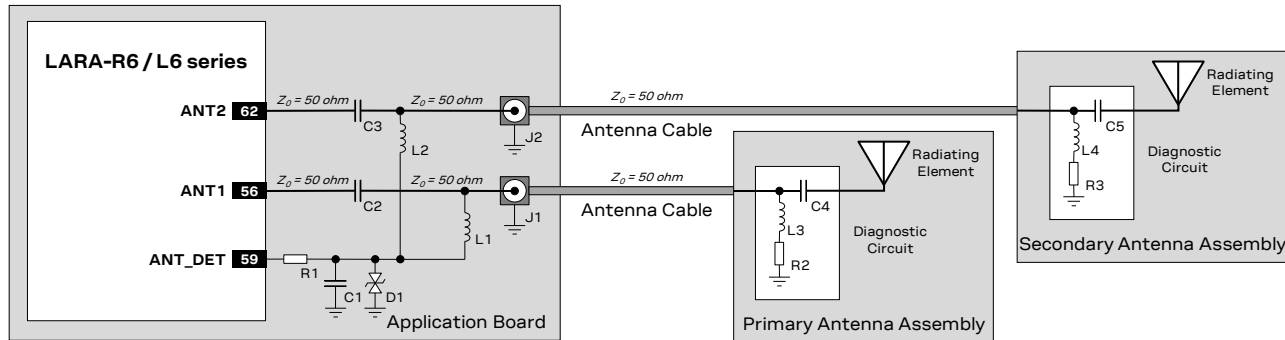 LARA-R6 / L6 series
ANT2 62
Z0 = 50 ohm
C3
Z0 = 50 ohm
J2
L2
Z0 = 50 ohm
Antenna Cable
ANT1 56
Z0 = 50 ohm
C2
Z0 = 50 ohm
J1
L1
Z0 = 50 ohm
Antenna Cable
ANT_DET 59
R1
C1
D1
Application Board
Radiating
Element
C4
L3
R2
Diagnostic
Circuit
Primary Antenna Assembly
Radiating
Element
C5
L4
R3
Diagnostic
Circuit
Secondary Antenna Assembly